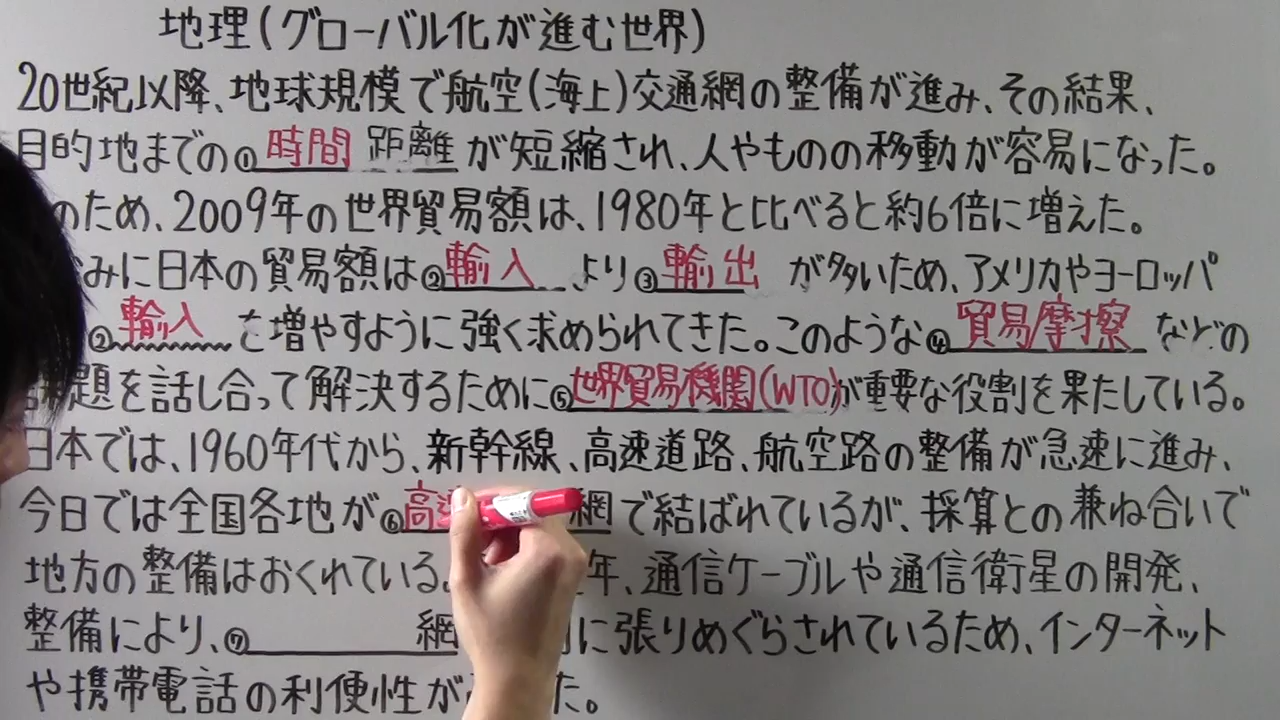 地理(グローバル化が進む世界)
20世紀以降、地球規模で航空(海上)交通網の整備が進み、その結果、
目的地までの①時間 距離が短縮され、人やものの移動が容易になった。
のため、2009年の世界貿易額は、1980年と比べると約6倍に増えた。
みに日本の貿易額は②輸入 より③輸出 が多いため、アメリカやヨーロッパ
②輸入 を増やすように強く求められてきた。このような④貿易摩擦 などの
題を話し合って解決するために⑤世界貿易機関(WTO)が重要な役割を果たしている。
日本では、1960年代から、新幹線、高速道路、航空路の整備が急速に進み、
今日では全国各地が⑥高 網で結ばれているが、採算との兼ね合いで
地方の整備はおくれている。 年、通信ケーブルや通信衛星の開発、
整備により、⑦ 網 に張りめぐらされているため、インターネット
や携帯電話の利便性が た。